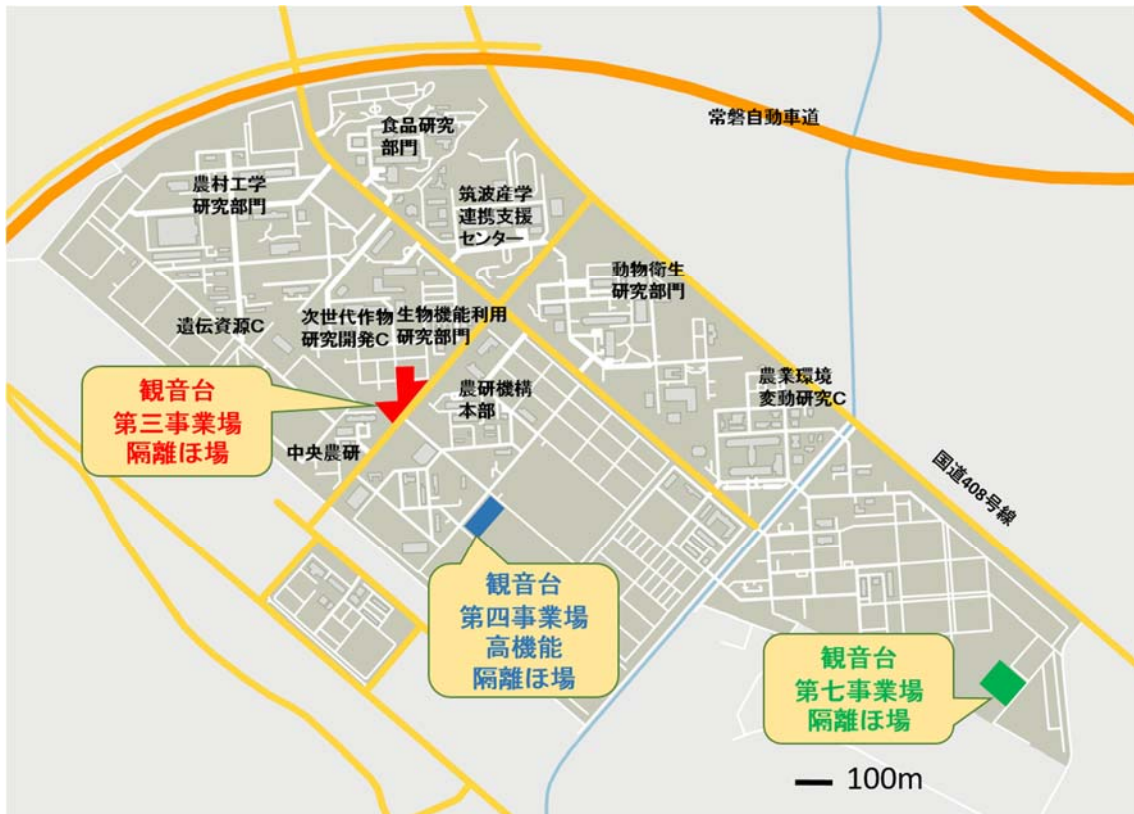 常磐自動車道
食品研究
部門
農村工学
研究部門
筑波産学
連携支援
センター
動物衛生
研究部門
遺伝資源C
次世代作物
研究開発C
生物機能利用
研究部門
農業環境
変動研究C
農研機構
本部
観音台
第三事業場
隔離ほ場
中央農研
国道408号線
観音台
第四事業場
高機能
隔離ほ場
観音台
第七事業場
隔離ほ場
100m